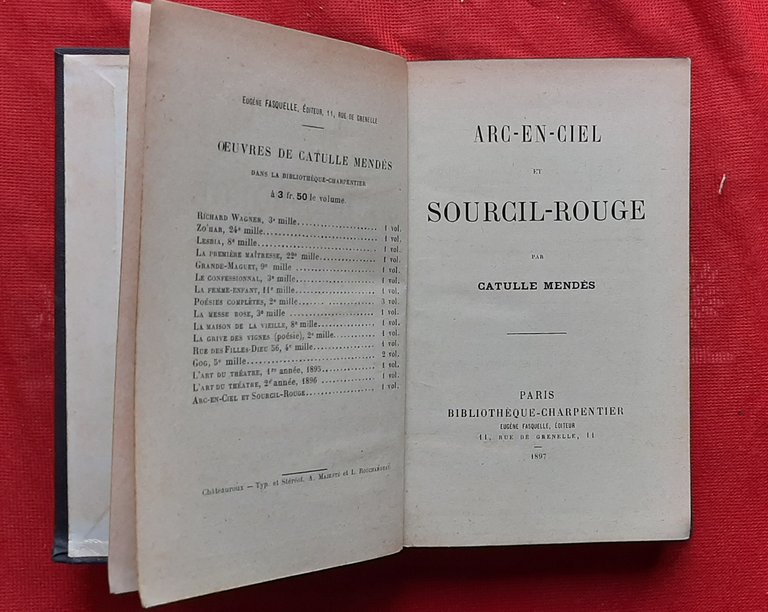 EUGÈNE FASQUELLE, ÉDITEUR, 11, RUE DE GRENELLE
ŒUVRES DE CATULLE MENDÈS
DANS LA BIBLIOTHÈQUE-CHARPENTIER
à 3 fr. 50 le volume.
RICHARD WAGNER, 3e mille.................... 1 vol.
ZO'HAR, 24e mille.................... 1 vol.
LESBIA, 8e mille.................... 1 vol.
LA PREMIÈRE MAÎTRESSE, 22e mille.................... 1 vol.
GRANDE-MAGUET, 9e mille.................... 1 vol.
LE CONFESSIONNAL, 3e mille.................... 1 vol.
LA FEMME-ENFANT, 11e mille.................... 1 vol.
POÉSIES COMPLÈTES, 2e mille.................... 3 vol.
LA MESSE ROSE, 3e mille.................... 1 vol.
LA MAISON DE LA VIEILLE, 8e mille.................... 1 vol.
LA GRIVE DES VIGNES (poésie), 2e mille.................... 1 vol.
RUE DES FILLES-DIEU 56, 4e mille.................... 1 vol.
GOG, 5e mille.................... 2 vol.
L'ART DU THÉATRE, 1re année, 1895.................... 1 vol.
L'ART DU THÉATRE, 2e année, 1896.................... 1 vol.
ARC-EN-CIEL ET SOURCIL-ROUGE.................... 1 vol.
Châteauroux — Typ. et Stéréot. A. Majesté et L. Bouchardeau
ARC-EN-CIEL
ET
SOURCIL-ROUGE
PAR
CATULLE MENDÈS
PARIS
BIBLIOTHÈQUE-CHARPENTIER
EUGÈNE FASQUELLE, ÉDITEUR
11, RUE DE GRENELLE, 11
1897